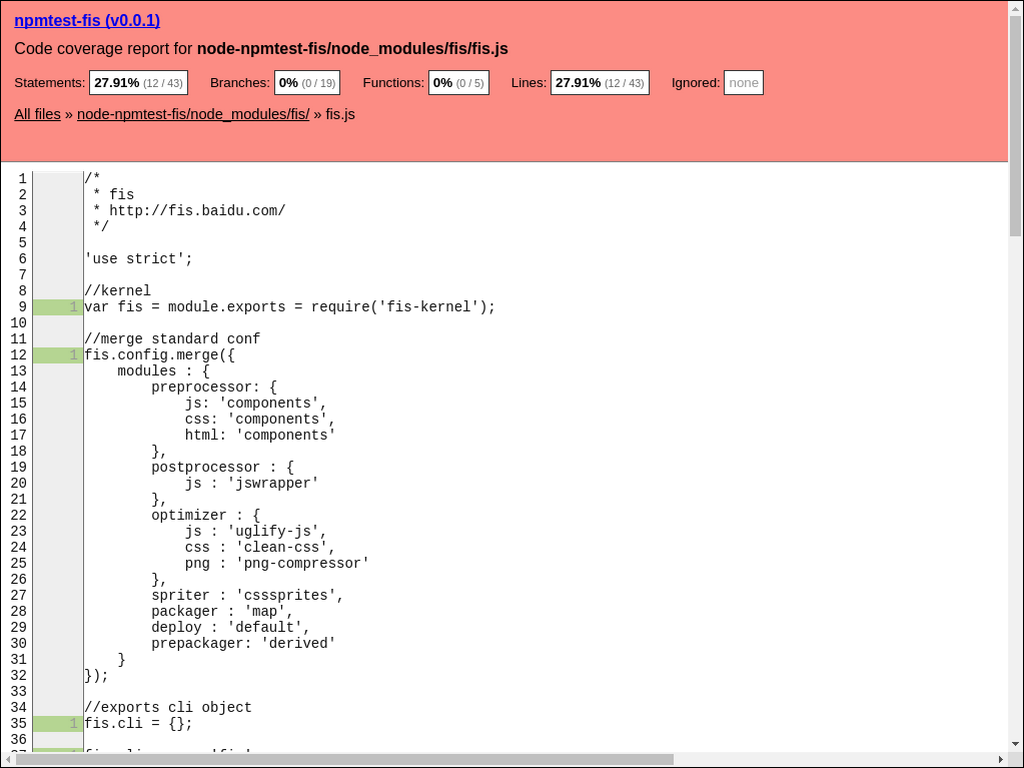 npmtest-fis (v0.0.1)
Code coverage report for node-npmtest-fis/node_modules/fis/fis.js
Statements: 27.91% (12 / 43) Branches: 0% (0 / 19) Functions: 0% (0 / 5) Lines: 27.91% (12 / 43) Ignored: none
All files » node-npmtest-fis/node_modules/fis/ » fis.js
1 /*
2  * fis
3  * http://fis.baidu.com/
4  */
5
6 'use strict';
7
8 //kernel
9 1 var fis = module.exports = require('fis-kernel');
10
11 //merge standard conf
12 1 fis.config.merge({
13     modules : {
14         preprocessor: {
15             js: 'components',
16             css: 'components',
17             html: 'components'
18         },
19         postprocessor : {
20             js : 'jswrapper'
21         },
22         optimizer : {
23             js : 'uglify-js',
24             css : 'clean-css',
25             png : 'png-compressor'
26         },
27         spriter : 'csssprites',
28         packager : 'map',
29         deploy : 'default',
30         prepackager: 'derived'
31     }
32 });
33
34 //exports cli object
35 1 fis.cli = {};
36